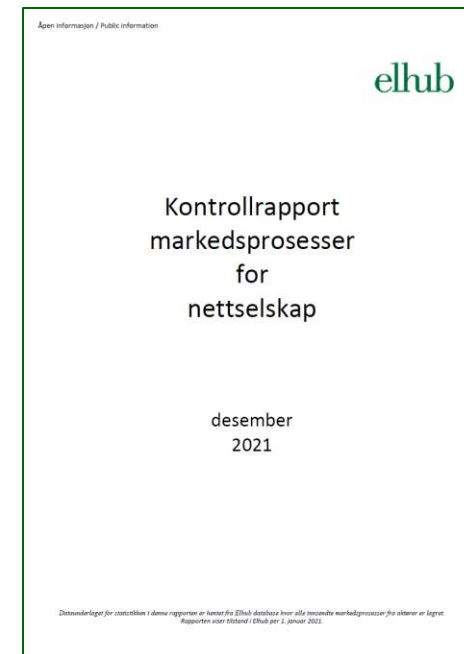 Åpen informasjon / Public information
elhub
Kontrollrapport
markedsprosesser
for
nettselskap
desember
2021
Datagrunnlaget for statistikken i denne rapporten er hentet fra Elhub database hvor alle innsendte markedsprosesser fra aktører er lagret.
Rapporten viser tilstand i Elhub per 1. januar 2021.